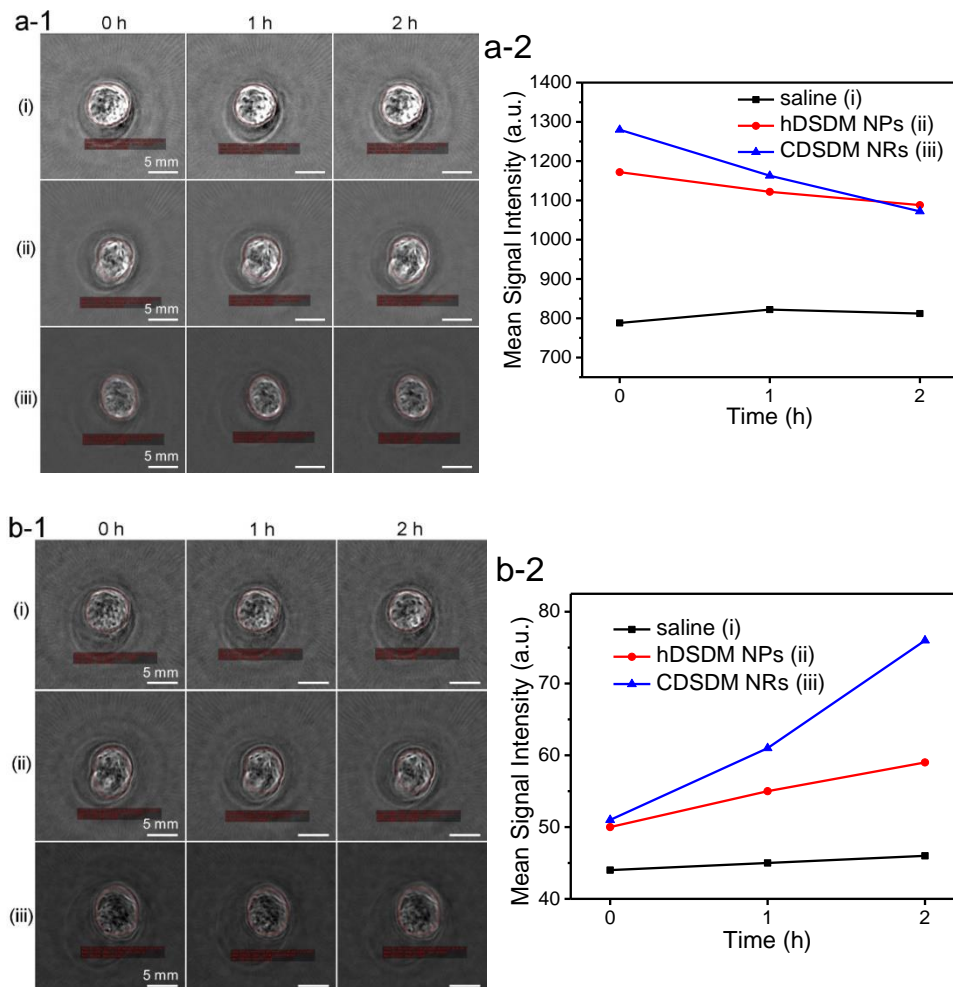 a-1
0 h 1 h 2 h
(i)
5 mm
(ii)
5 mm
(iii)
5 mm
a-2
1400
1300
1200
1100
1000
900
800
700
Mean Signal Intensity (a.u.)
saline (i)
hDSDM NPs (ii)
CDSDM NRs (iii)
0 1 2
Time (h)
b-1
0 h 1 h 2 h
(i)
5 mm
(ii)
5 mm
(iii)
5 mm
b-2
80
70
60
50
40
Mean Signal Intensity (a.u.)
saline (i)
hDSDM NPs (ii)
CDSDM NRs (iii)
0 1 2
Time (h)